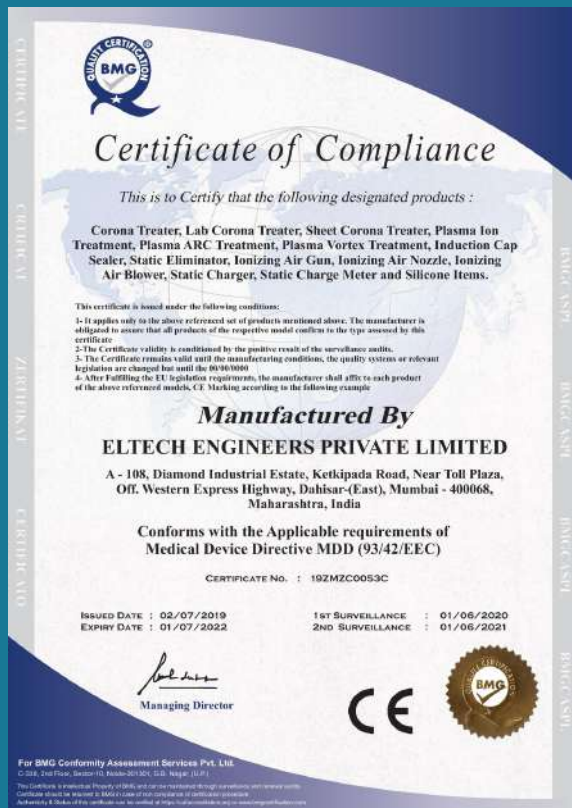 QUALITY CERTIFICATION
BMG
®
Certificate of Compliance
This is to Certify that the following designated products :
Corona Treater, Lab Corona Treater, Sheet Corona Treater, Plasma Ion
Treatment, Plasma ARC Treatment, Plasma Vortex Treatment, Induction Cap
Sealer, Static Eliminator, Ionizing Air Gun, Ionizing Air Nozzle, Ionizing
Air Blower, Static Charger, Static Charge Meter and Silicone Items.
This certificate is issued under the following conditions:
1- It applies only to the above referenced set of products mentioned above. The manufacturer is
obligated to assure that all products of the respective model confirm to the type assessed by this
certificate
2-The Certificate validity is conditioned by the positive result of the surveillance audits.
3- The Certificate remains valid until the manufacturing conditions, the quality systems or relevant
legislation are changed but until the 00/00/0000
4- After Fulfilling the EU legislation requirments, the manufacturer shall affix to each product
of the above referenced models, CE Marking according to the following example
Manufactured By
ELTECH ENGINEERS PRIVATE LIMITED
A - 108, Diamond Industrial Estate, Ketkipada Road, Near Toll Plaza,
Off. Western Express Highway, Dahisar-(East), Mumbai - 400068,
Maharashtra, India
Conforms with the Applicable requirements of
Medical Device Directive MDD (93/42/EEC)
CERTIFICATE NO. : 19ZMZC0053C
ISSUED DATE : 02/07/2019
EXPIRY DATE : 01/07/2022
1ST SURVEILLANCE : 01/06/2020
2ND SURVEILLANCE : 01/06/2021
Managing Director
CE
BMG
For BMG Conformity Assessment Services Pvt. Ltd.
2nd Floor, Sector-10, Noida-201301, G.B. Nagar, (U.P.)